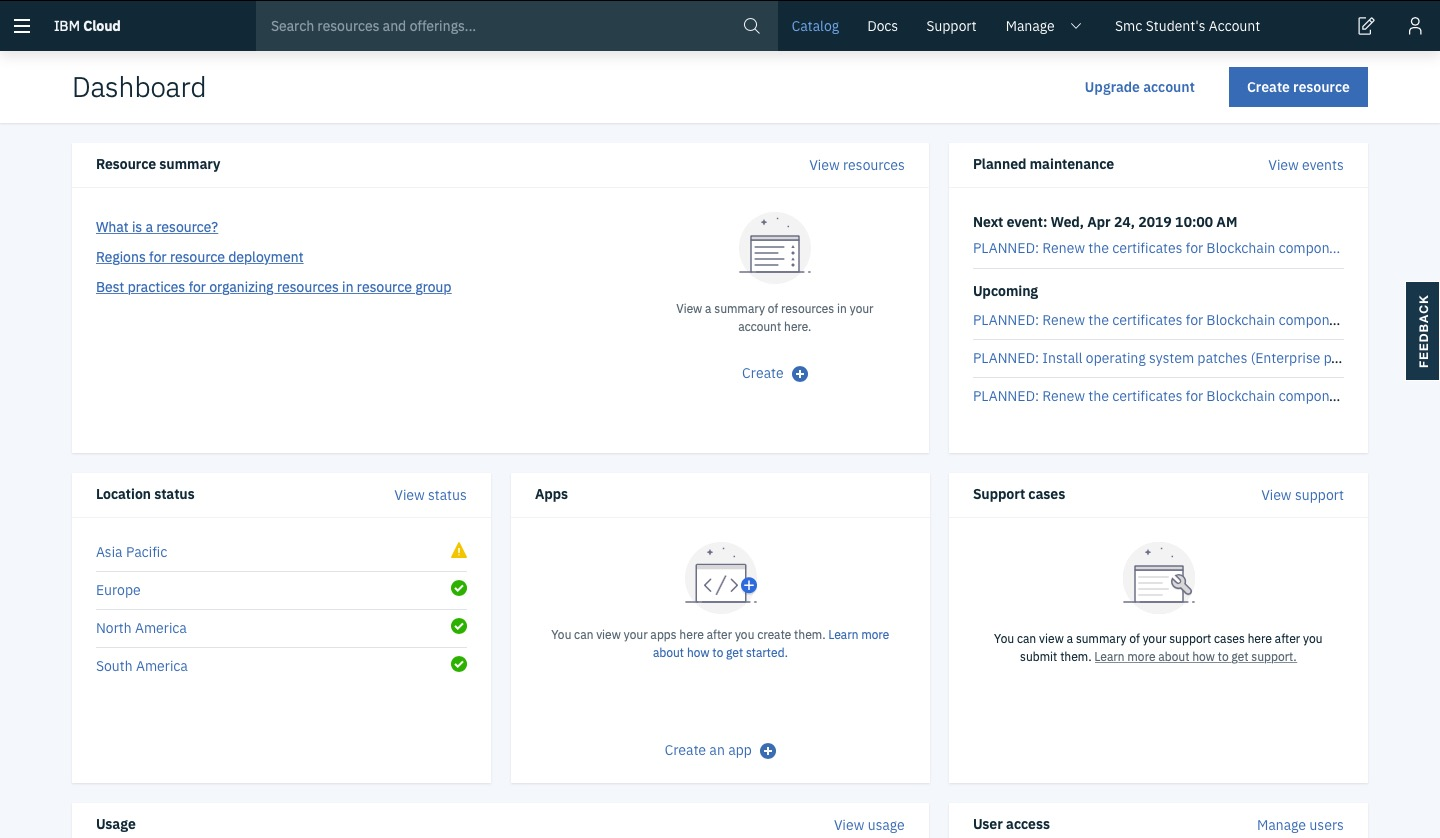 IBM Cloud
Search resources and offerings...
Catalog
Docs
Support
Manage
Smc Student's Account
Dashboard
Upgrade account
Create resource
Resource summary
View resources
What is a resource?
Regions for resource deployment
Best practices for organizing resources in resource group
View a summary of resources in your
account here.
Create
Planned maintenance
View events
Next event: Wed, Apr 24, 2019 10:00 AM
PLANNED: Renew the certificates for Blockchain compon...
Upcoming
PLANNED: Renew the certificates for Blockchain compon...
PLANNED: Install operating system patches (Enterprise p...
PLANNED: Renew the certificates for Blockchain compon...
FEEDBACK
Location status
View status
Asia Pacific
Europe
North America
South America
Apps
You can view your apps here after you create them. Learn more
about how to get started.
Create an app
Support cases
View support
You can view a summary of your support cases here after you
submit them. Learn more about how to get support.
Usage
View usage
User access
Manage users